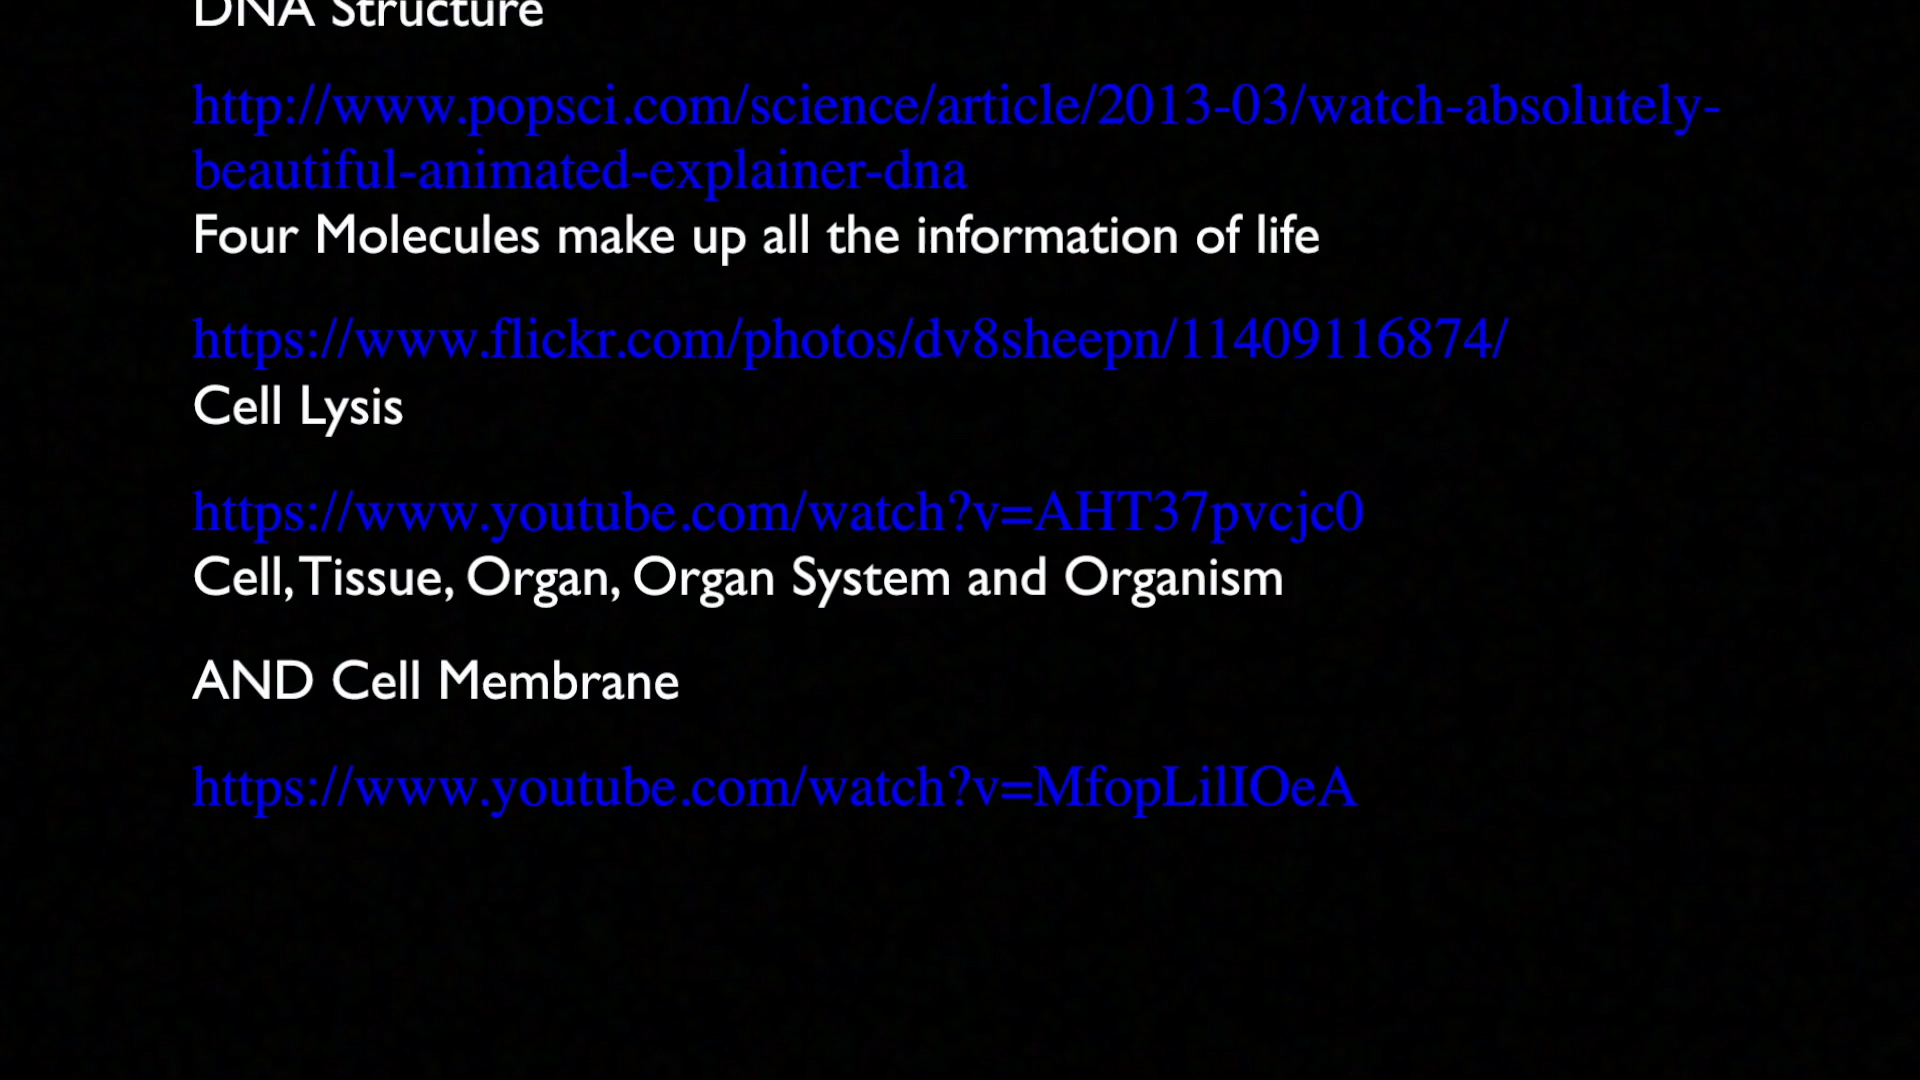 DNA Structure
http://www.popsci.com/science/article/2013-03/watch-absolutely-
beautiful-animated-explainer-dna
Four Molecules make up all the information of life
https://www.flickr.com/photos/dv8sheepn/11409116874/
Cell Lysis
https://www.youtube.com/watch?v=AHT37pvcjc0
Cell, Tissue, Organ, Organ System and Organism
AND Cell Membrane
https://www.youtube.com/watch?v=MfopLilIOeA